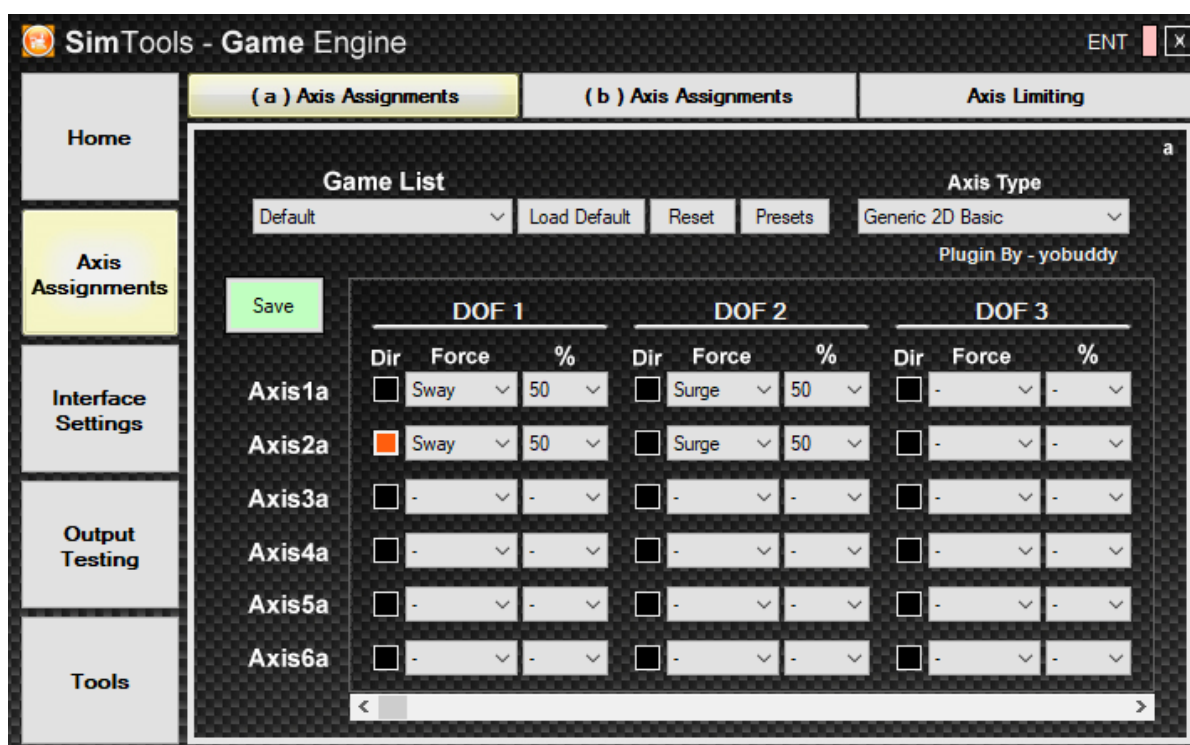 SimTools - Game Engine
ENT X
Home
Axis Assignments
Interface Settings
Output Testing
Tools
( a ) Axis Assignments ( b ) Axis Assignments Axis Limiting
a
Game List Axis Type
Default Load Default Reset Presets Generic 2D Basic
Plugin By - yobuddy
Save DOF 1 DOF 2 DOF 3
Dir Force % Dir Force % Dir Force %
Axis1a Sway 50 Surge 50 - -
Axis2a Sway 50 Surge 50 - -
Axis3a - - - - - -
Axis4a - - - - - -
Axis5a - - - - - -
Axis6a - - - - - -